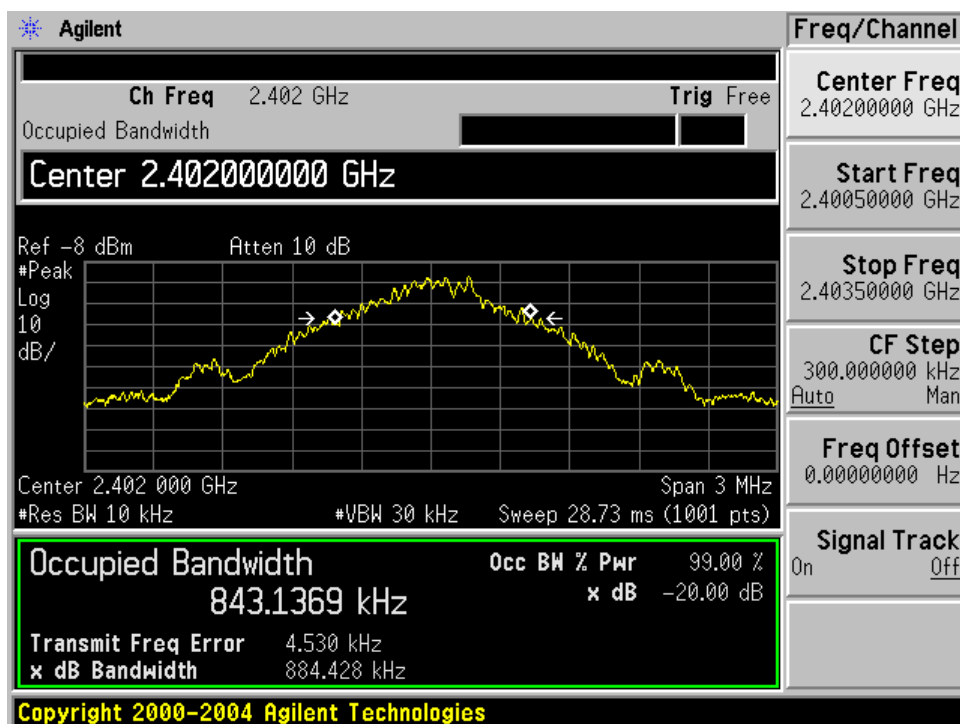 Agilent
Freq/Channel
Ch Freq 2.402 GHz Trig Free
Occupied Bandwidth
Center 2.402000000 GHz
Ref -8 dBm Atten 10 dB
#Peak
Log
10
dB/
Center 2.402 000 GHz Span 3 MHz
#Res BW 10 kHz #VBW 30 kHz Sweep 28.73 ms (1001 pts)
Occupied Bandwidth
843.1369 kHz
Occ BW % Pwr 99.00 %
x dB -20.00 dB
Transmit Freq Error 4.530 kHz
x dB Bandwidth 884.428 kHz
Center Freq
2.40200000 GHz
Start Freq
2.40050000 GHz
Stop Freq
2.40350000 GHz
CF Step
300.000000 kHz
Auto Man
Freq Offset
0.00000000 Hz
Signal Track
On Off
Copyright 2000-2004 Agilent Technologies